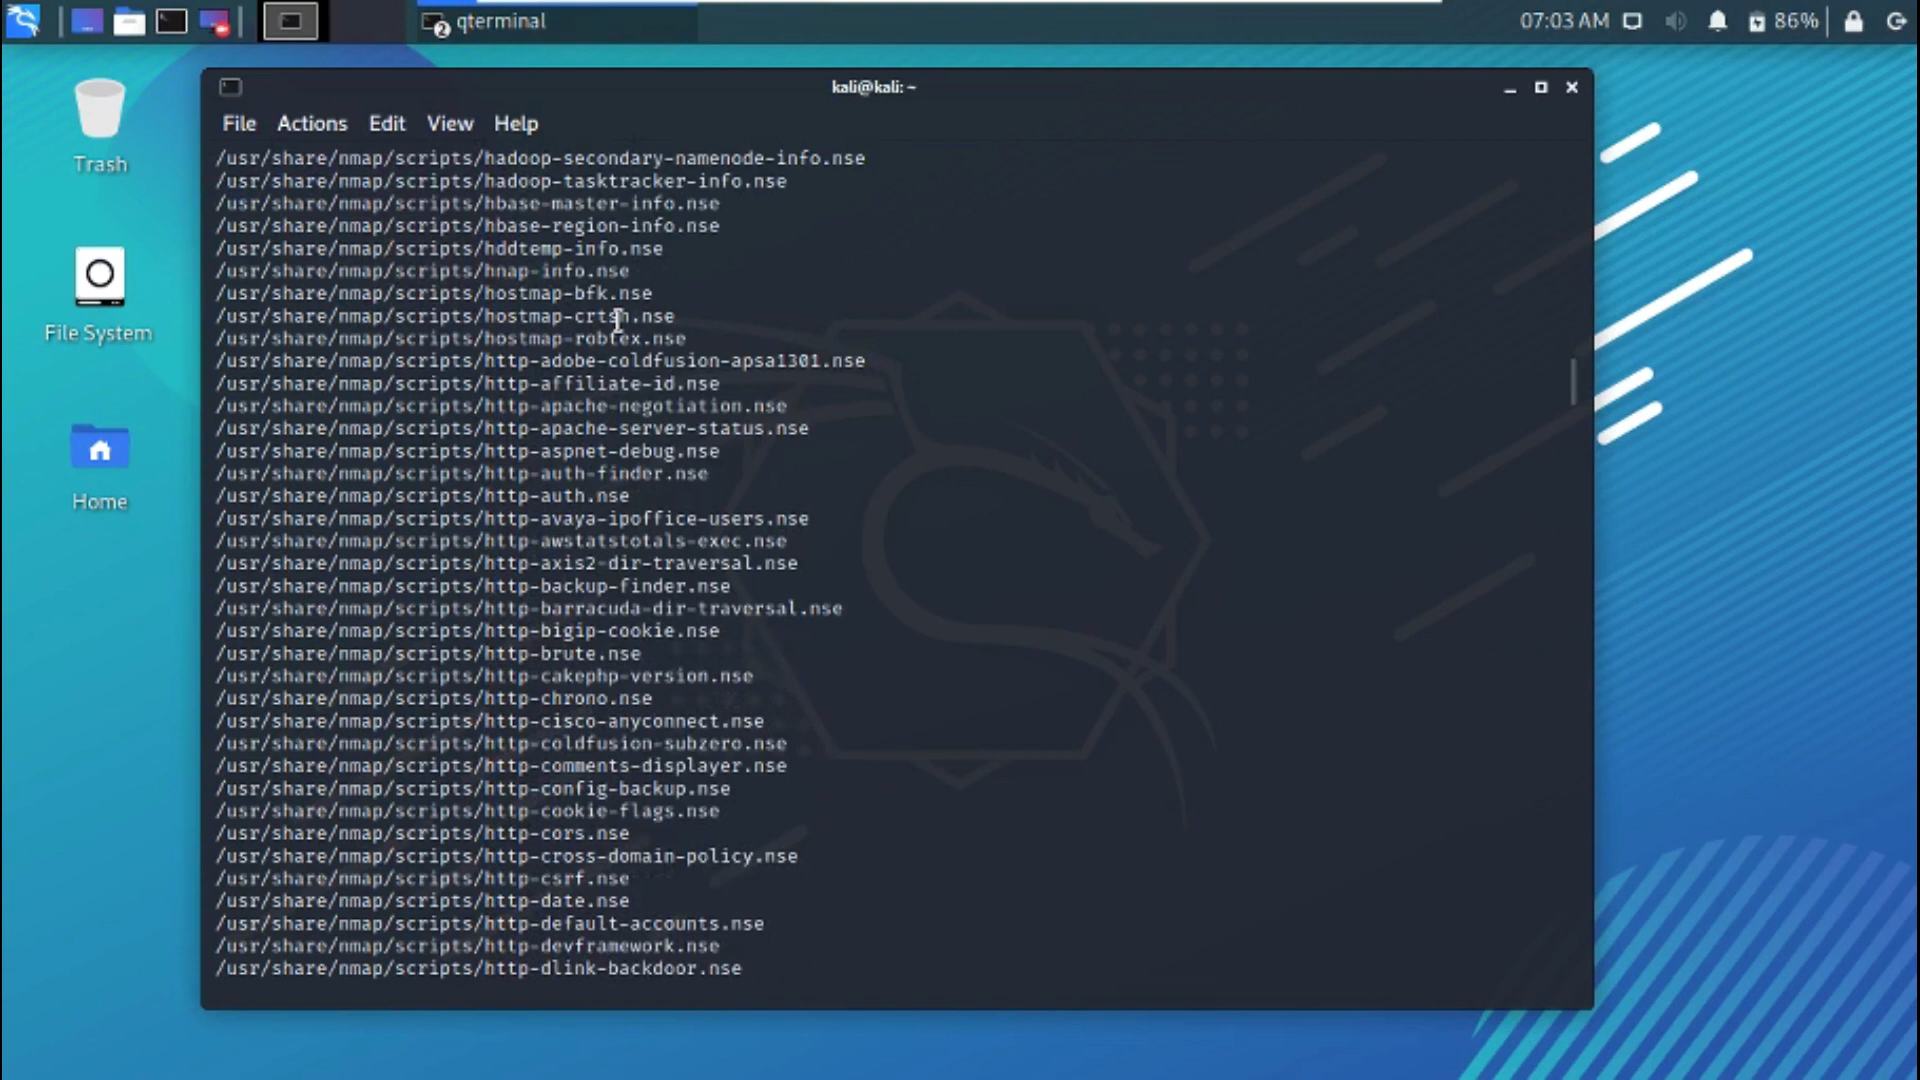 2 qterminal
07:03 AM
86%
Trash
File System
Home
kali@kali: ~
File Actions Edit View Help
/usr/share/nmap/scripts/hadoop-secondary-namenode-info.nse
/usr/share/nmap/scripts/hadoop-tasktracker-info.nse
/usr/share/nmap/scripts/hbase-master-info.nse
/usr/share/nmap/scripts/hbase-region-info.nse
/usr/share/nmap/scripts/hddtemp-info.nse
/usr/share/nmap/scripts/hnap-info.nse
/usr/share/nmap/scripts/hostmap-bfk.nse
/usr/share/nmap/scripts/hostmap-crtsh.nse
/usr/share/nmap/scripts/hostmap-robtex.nse
/usr/share/nmap/scripts/http-adobe-coldfusion-apsa1301.nse
/usr/share/nmap/scripts/http-affiliate-id.nse
/usr/share/nmap/scripts/http-apache-negotiation.nse
/usr/share/nmap/scripts/http-apache-server-status.nse
/usr/share/nmap/scripts/http-aspnet-debug.nse
/usr/share/nmap/scripts/http-auth-finder.nse
/usr/share/nmap/scripts/http-auth.nse
/usr/share/nmap/scripts/http-avaya-ipoffice-users.nse
/usr/share/nmap/scripts/http-awstatstotals-exec.nse
/usr/share/nmap/scripts/http-axis2-dir-traversal.nse
/usr/share/nmap/scripts/http-backup-finder.nse
/usr/share/nmap/scripts/http-barracuda-dir-traversal.nse
/usr/share/nmap/scripts/http-bigip-cookie.nse
/usr/share/nmap/scripts/http-brute.nse
/usr/share/nmap/scripts/http-cakephp-version.nse
/usr/share/nmap/scripts/http-chrono.nse
/usr/share/nmap/scripts/http-cisco-anyconnect.nse
/usr/share/nmap/scripts/http-coldfusion-subzero.nse
/usr/share/nmap/scripts/http-comments-displayer.nse
/usr/share/nmap/scripts/http-config-backup.nse
/usr/share/nmap/scripts/http-cookie-flags.nse
/usr/share/nmap/scripts/http-cors.nse
/usr/share/nmap/scripts/http-cross-domain-policy.nse
/usr/share/nmap/scripts/http-csrf.nse
/usr/share/nmap/scripts/http-date.nse
/usr/share/nmap/scripts/http-default-accounts.nse
/usr/share/nmap/scripts/http-devframework.nse
/usr/share/nmap/scripts/http-dlink-backdoor.nse